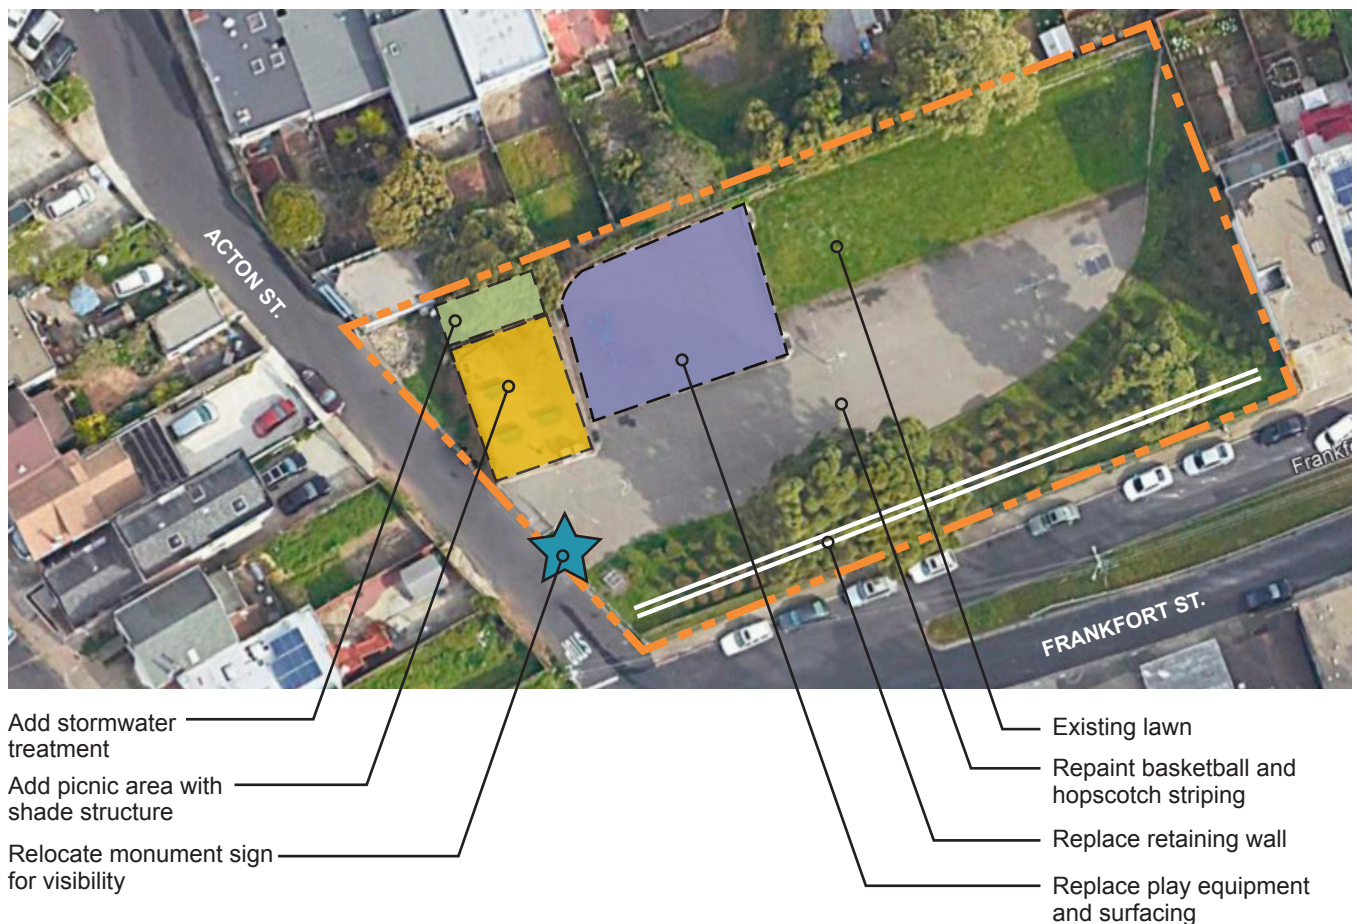 ACTON ST.
Frankfo
FRANKFORT ST.
Add stormwater
treatment
Add picnic area with
shade structure
Relocate monument sign
for visibility
Existing lawn
Repaint basketball and
hopscotch striping
Replace retaining wall
Replace play equipment
and surfacing